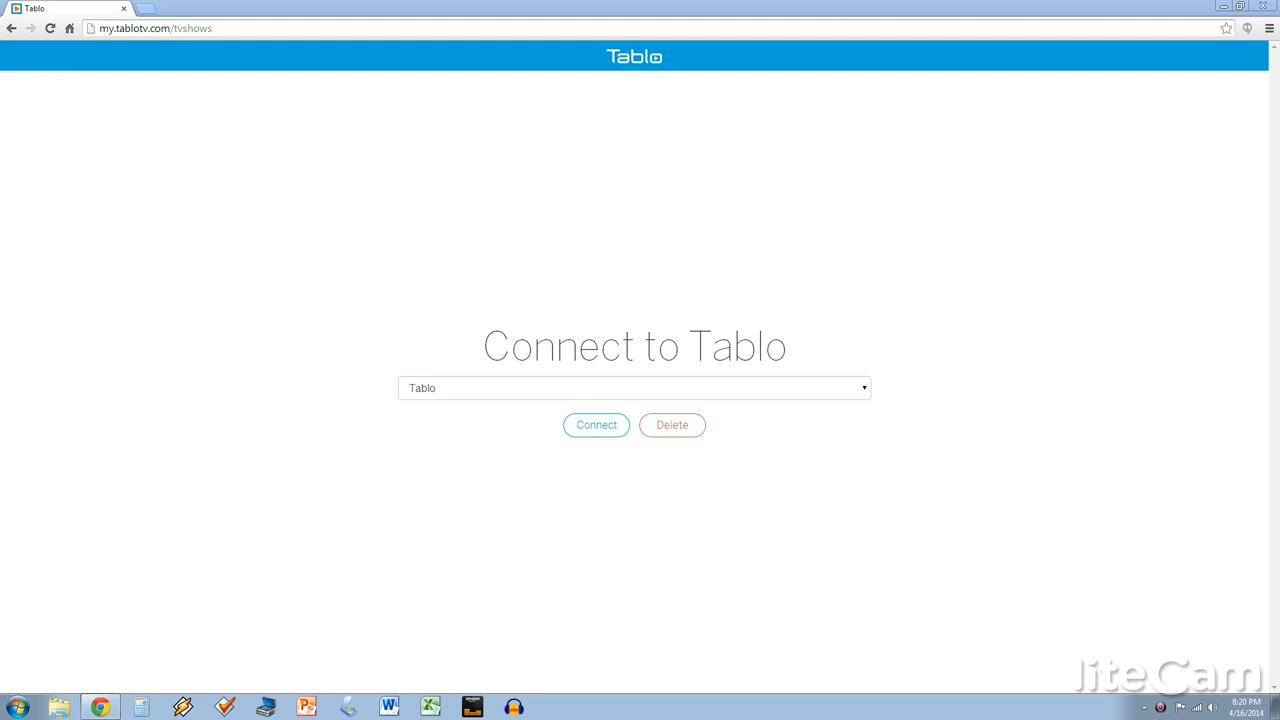 Tablo
my.tablotv.com/tvshows
Tablo
Connect to Tablo
Tablo
Connect
Delete
liteCam
amazon
8:20 PM
4/16/2014